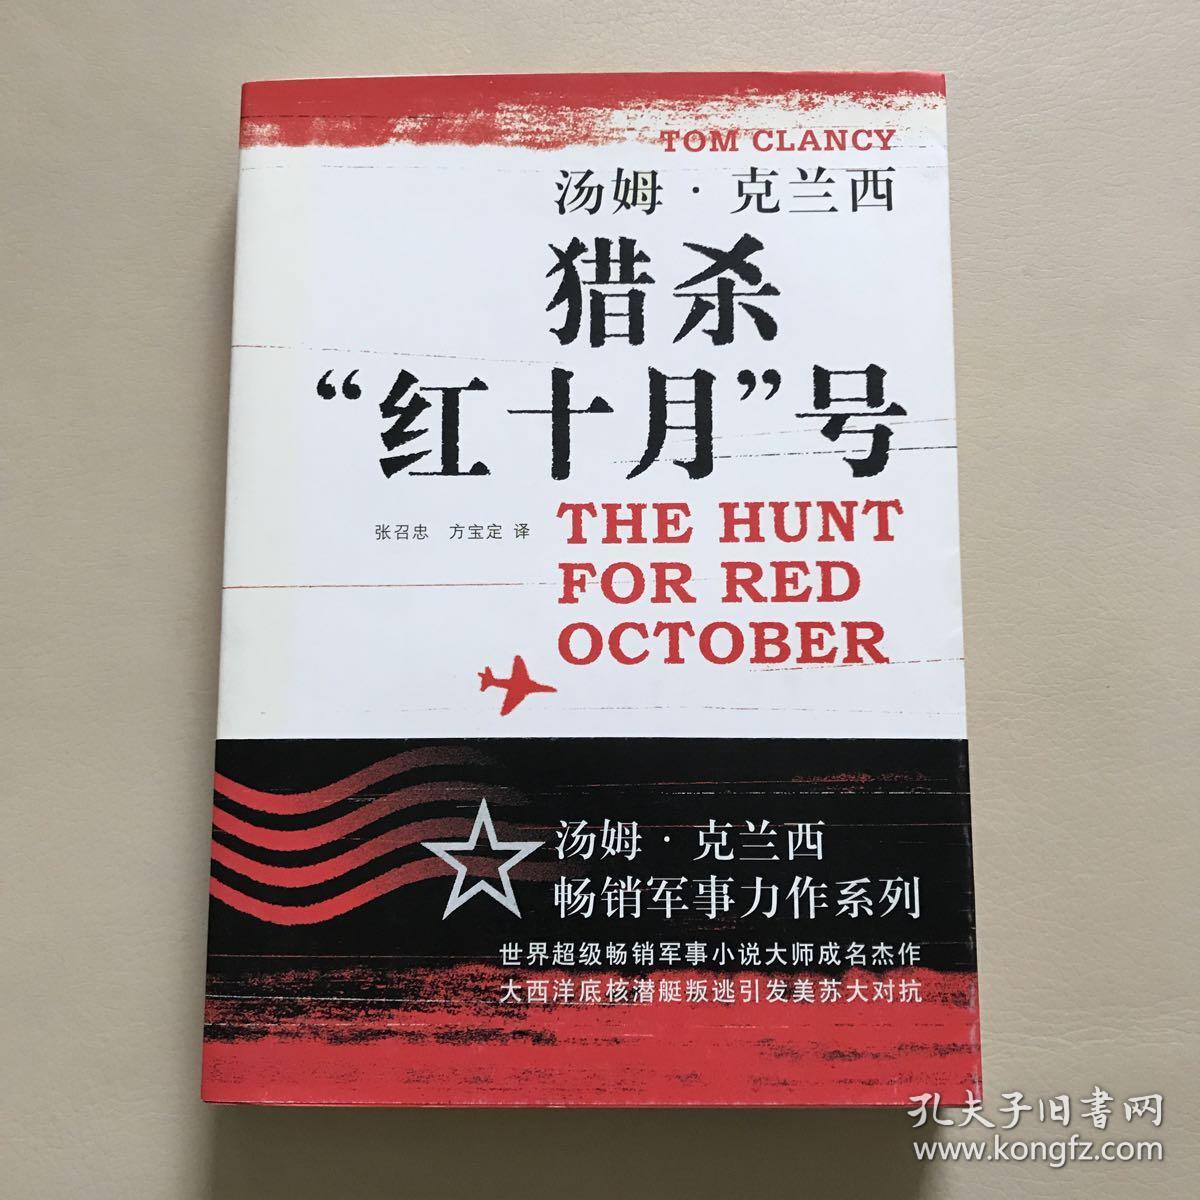 TOM CLANCY
汤姆·克兰西
猎杀
“红十月”号
张召忠 方宝定 译
THE HUNT
FOR RED
OCTOBER
汤姆·克兰西
畅销军事力作系列
世界超级畅销军事小说大师成名杰作
大西洋底核潜艇叛逃引发美苏大对抗
孔夫子旧書网
www.kongfz.com